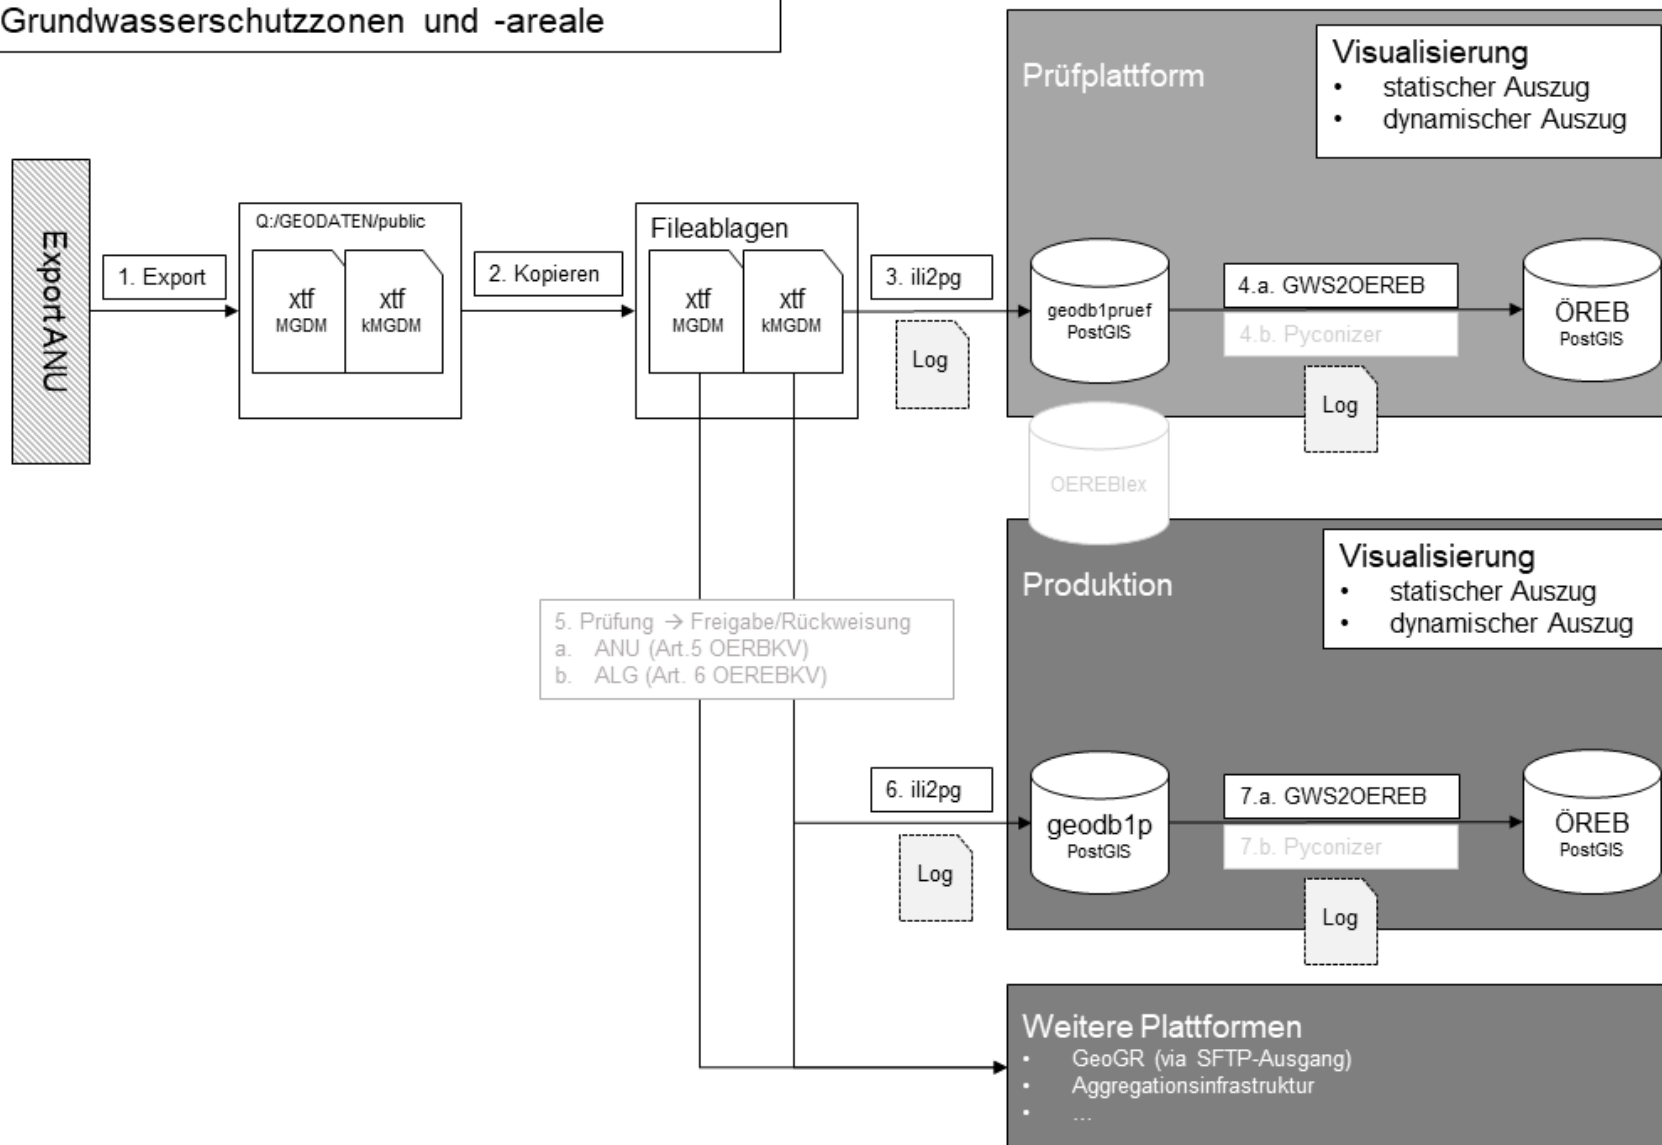 Grundwasserschutzzonen und -areale
Prüfplattform
Visualisierung
• statischer Auszug
• dynamischer Auszug
Export ANU
1. Export
Q:/GEODATEN/public
xtf
MGDM
xtf
kMGDM
2. Kopieren
Fileablagen
xtf
MGDM
xtf
kMGDM
3. ili2pg
Log
geodb1pruef
PostGIS
4.a. GWS2OEREB
4.b. Pyconizer
Log
ÖREB
PostGIS
OEREBlex
Produktion
Visualisierung
• statischer Auszug
• dynamischer Auszug
5. Prüfung → Freigabe/Rückweisung
a. ANU (Art.5 OERBKV)
b. ALG (Art. 6 OEREBKV)
6. ili2pg
Log
geodb1p
PostGIS
7.a. GWS2OEREB
7.b. Pyconizer
Log
ÖREB
PostGIS
Weitere Plattformen
• GeoGR (via SFTP-Ausgang)
• Aggregationsinfrastruktur
• ...